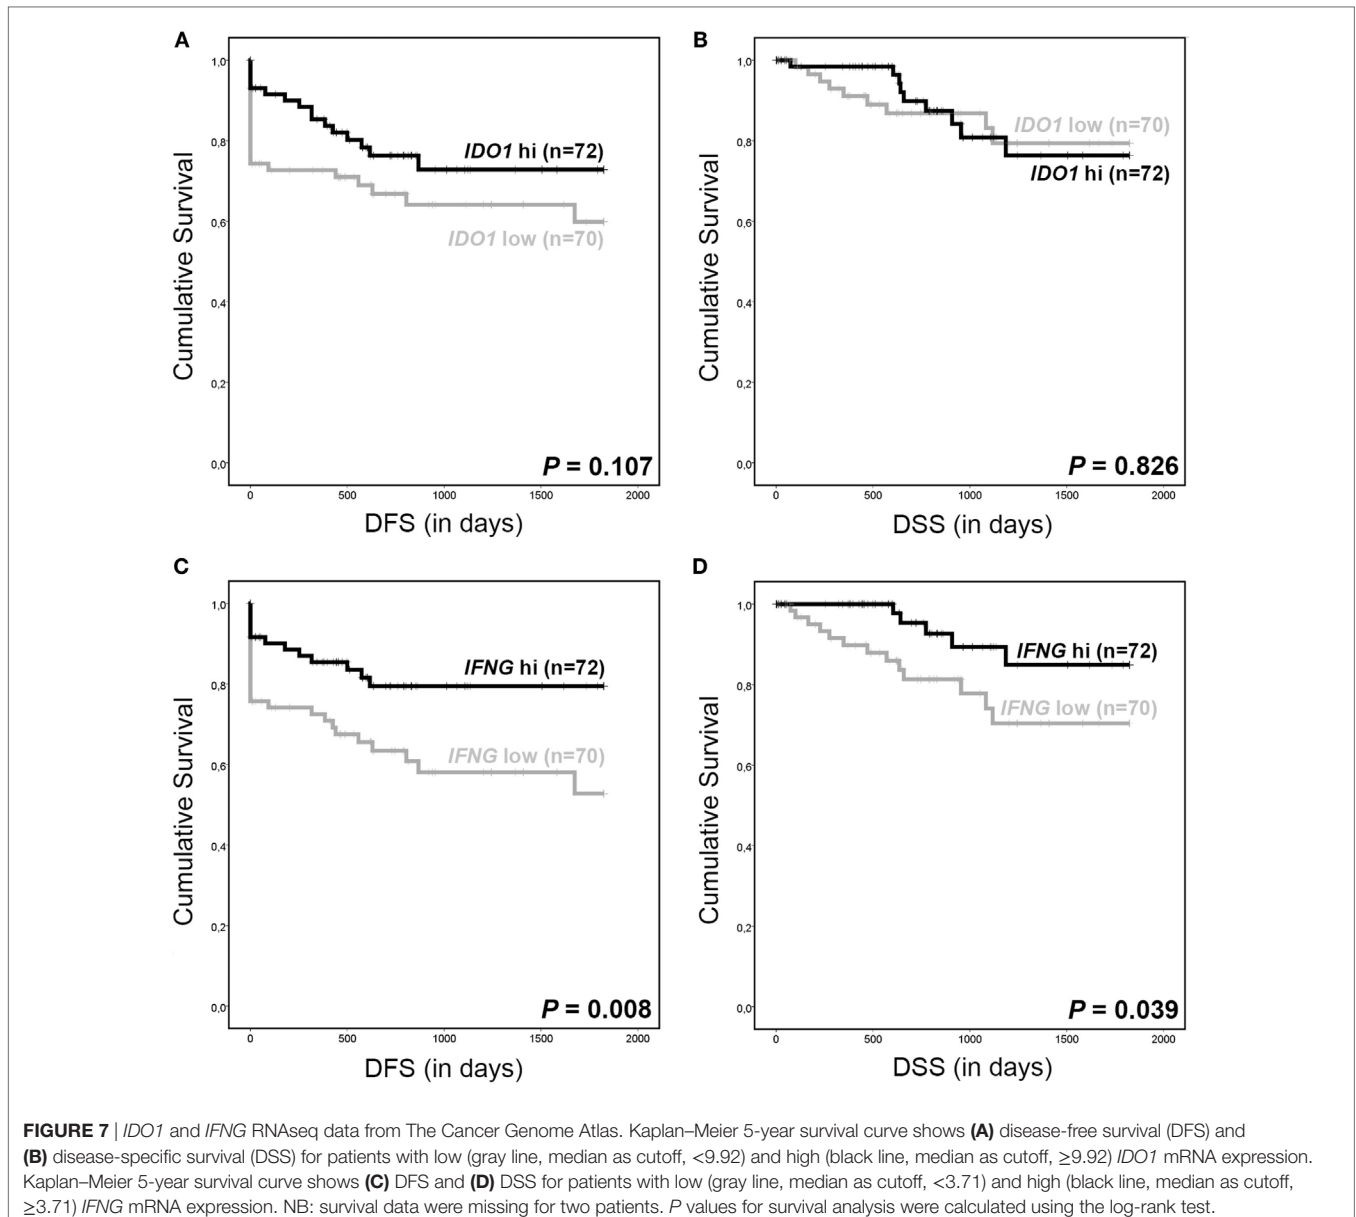 A
1,0
0,8
0,6
0,4
0,2
0,0
Cumulative Survival
IDO1 hi (n=72)
IDO1 low (n=70)
P = 0.107
0 500 1000 1500 2000
DFS (in days)
B
1,0
0,8
0,6
0,4
0,2
0,0
Cumulative Survival
IDO1 low (n=70)
IDO1 hi (n=72)
P = 0.826
0 500 1000 1500 2000
DSS (in days)
C
1,0
0,8
0,6
0,4
0,2
0,0
Cumulative Survival
IFNG hi (n=72)
IFNG low (n=70)
P = 0.008
0 500 1000 1500 2000
DFS (in days)
D
1,0
0,8
0,6
0,4
0,2
0,0
Cumulative Survival
IFNG hi (n=72)
IFNG low (n=70)
P = 0.039
0 500 1000 1500 2000
DSS (in days)
FIGURE 7 | IDO1 and IFNG RNAseq data from The Cancer Genome Atlas. Kaplan–Meier 5-year survival curve shows (A) disease-free survival (DFS) and
(B) disease-specific survival (DSS) for patients with low (gray line, median as cutoff, <9.92) and high (black line, median as cutoff, ≥9.92) IDO1 mRNA expression.
Kaplan–Meier 5-year survival curve shows (C) DFS and (D) DSS for patients with low (gray line, median as cutoff, <3.71) and high (black line, median as cutoff,
≥3.71) IFNG mRNA expression. NB: survival data were missing for two patients. P values for survival analysis were calculated using the log-rank test.